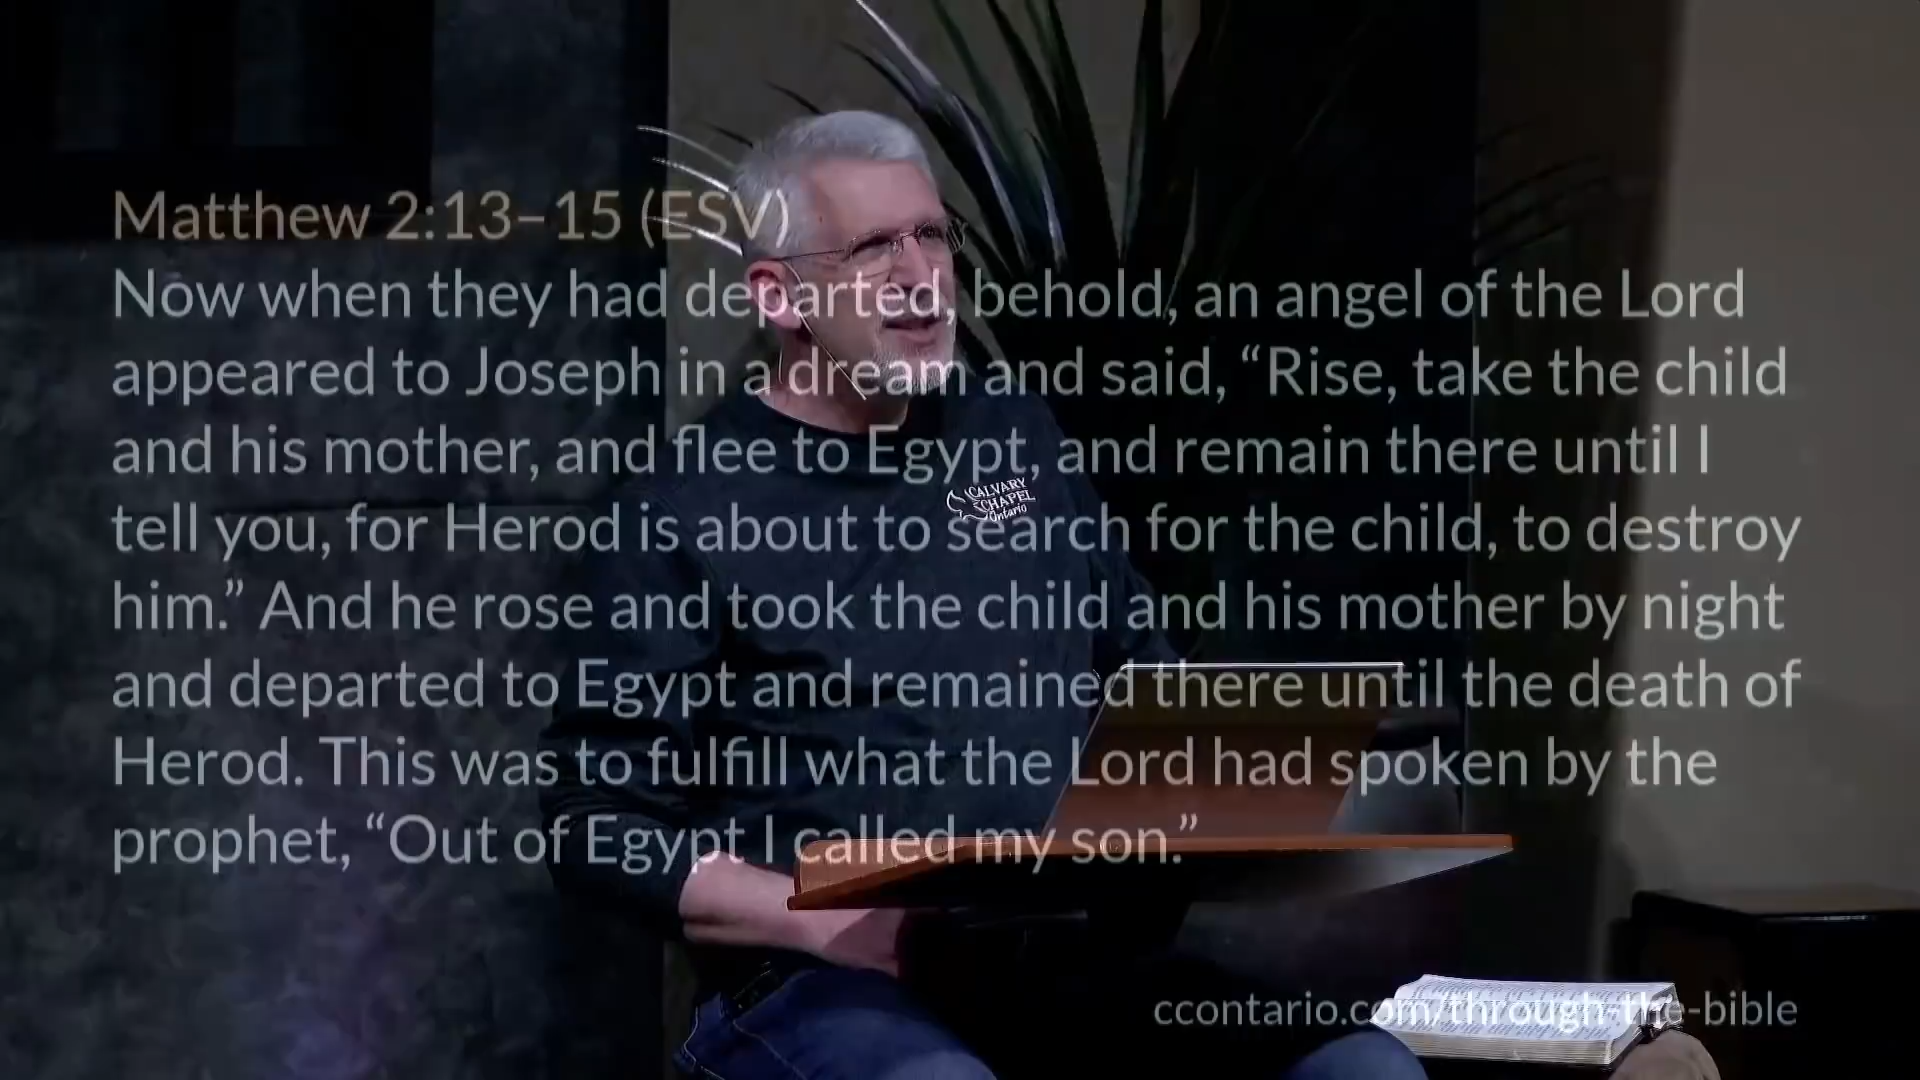 Matthew 2:13–15 (ESV)
Now when they had departed, behold, an angel of the Lord
appeared to Joseph in a dream and said, “Rise, take the child
and his mother, and flee to Egypt, and remain there until I
tell you, for Herod is about to search for the child, to destroy
him.” And he rose and took the child and his mother by night
and departed to Egypt and remained there until the death of
Herod. This was to fulfill what the Lord had spoken by the
prophet, “Out of Egypt I called my son.”
CALVARY
CHAPEL
Ontario
ccontario.com/through-the-bible